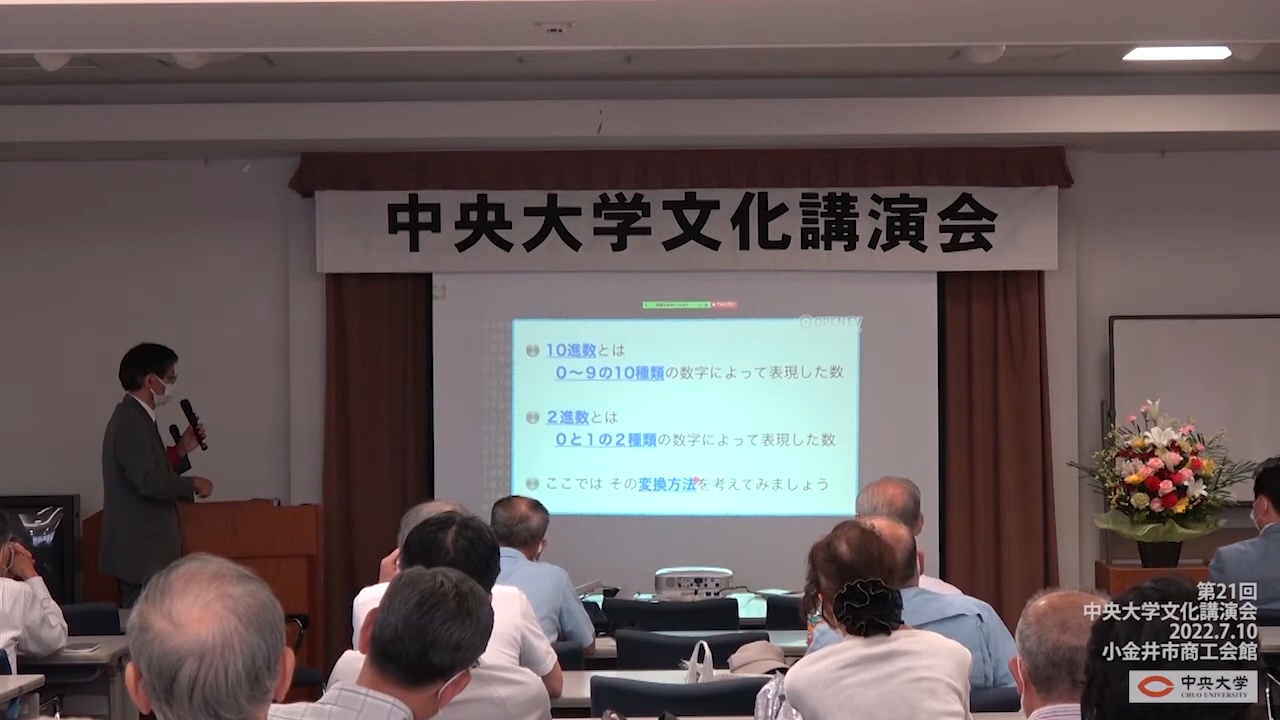 中央大学文化講演会
OPENEV
10進数とは
0〜9の10種類の数字によって表現した数
2進数とは
0と1の2種類の数字によって表現した数
ここでは その変換方法を考えてみましょう
第21回
中央大学文化講演会
2022.7.10
小金井市商工会館
中央大学
CHUO UNIVERSITY